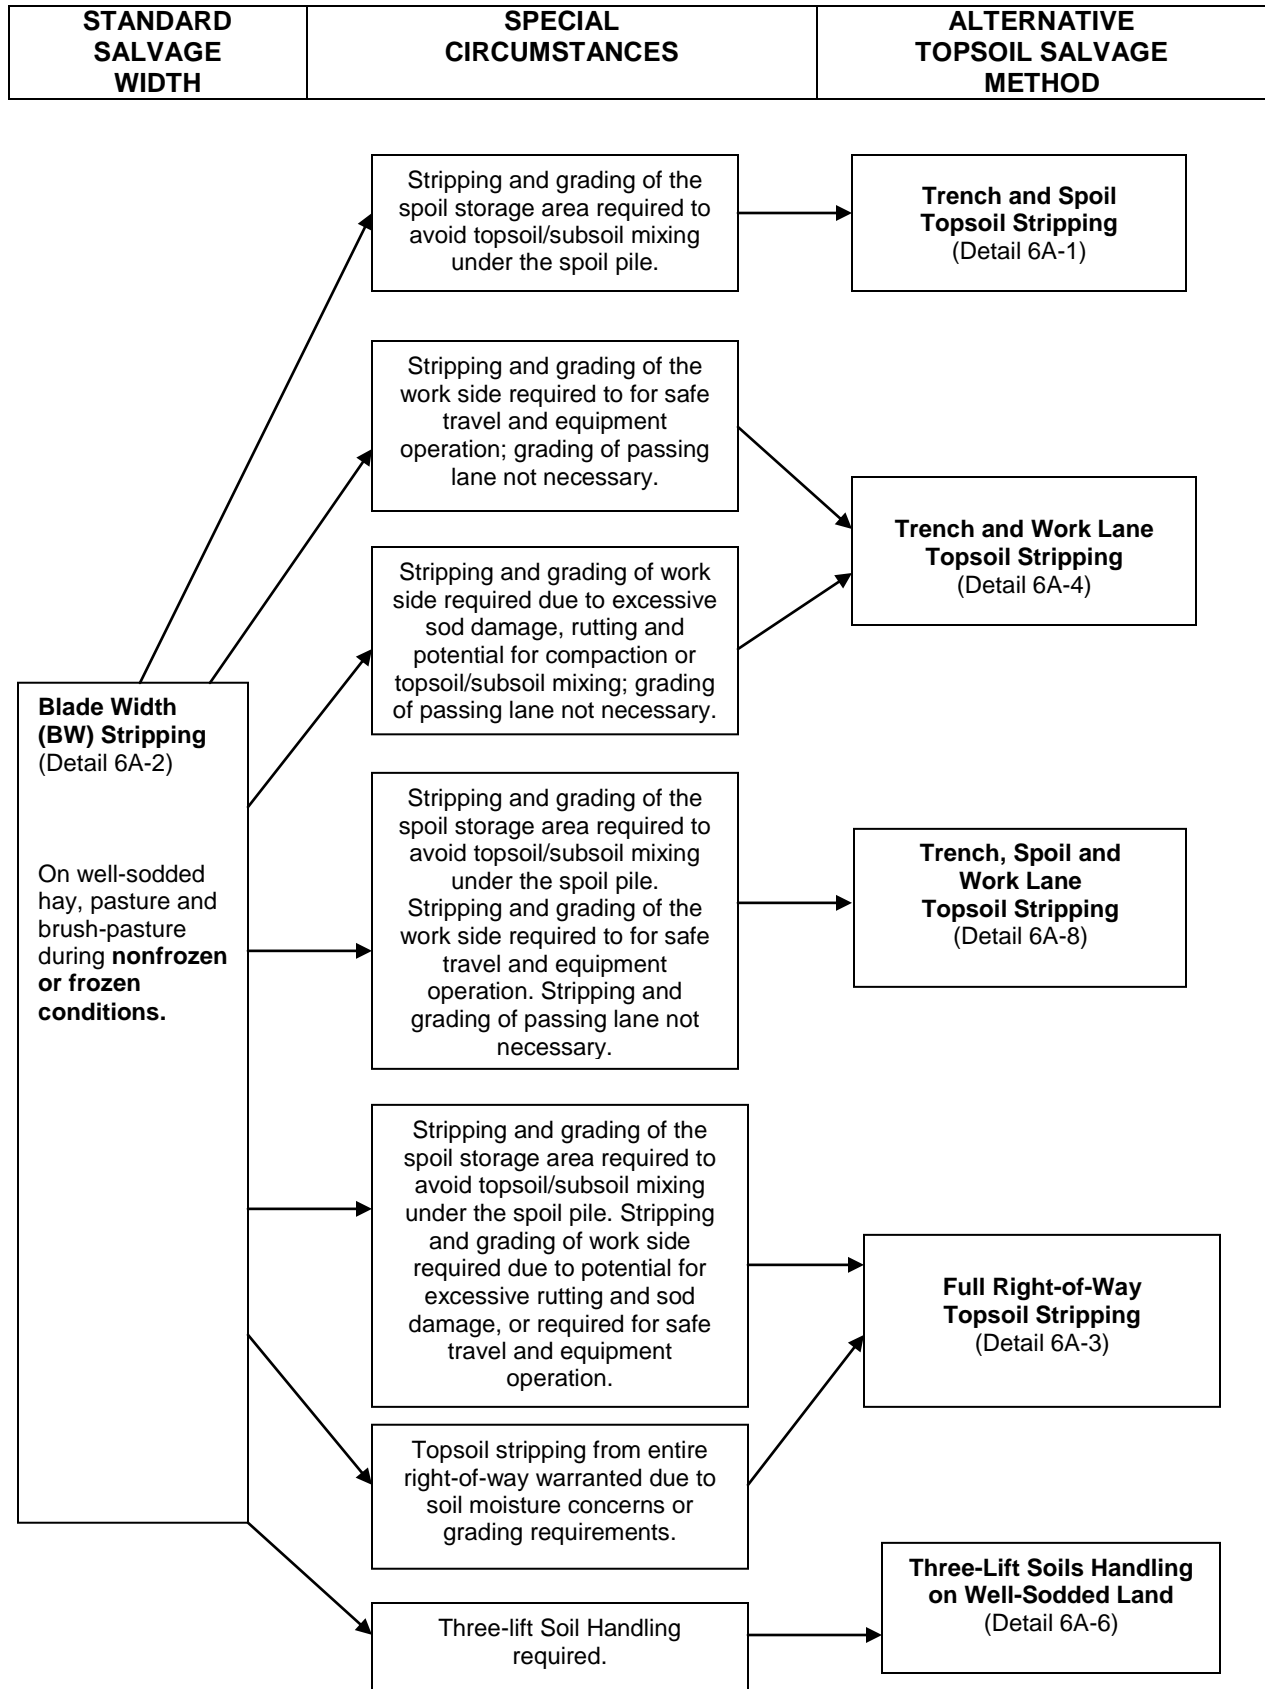 STANDARD
SALVAGE
WIDTH
SPECIAL
CIRCUMSTANCES
ALTERNATIVE
TOPSOIL SALVAGE
METHOD
Stripping and grading of the
spoil storage area required to
avoid topsoil/subsoil mixing
under the spoil pile.
Trench and Spoil
Topsoil Stripping
(Detail 6A-1)
Stripping and grading of the
work side required to for safe
travel and equipment
operation; grading of passing
lane not necessary.
Trench and Work Lane
Topsoil Stripping
(Detail 6A-4)
Stripping and grading of work
side required due to excessive
sod damage, rutting and
potential for compaction or
topsoil/subsoil mixing; grading
of passing lane not necessary.
Blade Width
(BW) Stripping
(Detail 6A-2)
On well-sodded
hay, pasture and
brush-pasture
during nonfrozen
or frozen
conditions.
Stripping and grading of the
spoil storage area required to
avoid topsoil/subsoil mixing
under the spoil pile.
Stripping and grading of the
work side required to for safe
travel and equipment
operation. Stripping and
grading of passing lane not
necessary.
Trench, Spoil and
Work Lane
Topsoil Stripping
(Detail 6A-8)
Stripping and grading of the
spoil storage area required to
avoid topsoil/subsoil mixing
under the spoil pile. Stripping
and grading of work side
required due to potential for
excessive rutting and sod
damage, or required for safe
travel and equipment
operation.
Full Right-of-Way
Topsoil Stripping
(Detail 6A-3)
Topsoil stripping from entire
right-of-way warranted due to
soil moisture concerns or
grading requirements.
Three-lift Soil Handling
required.
Three-Lift Soils Handling
on Well-Sodded Land
(Detail 6A-6)